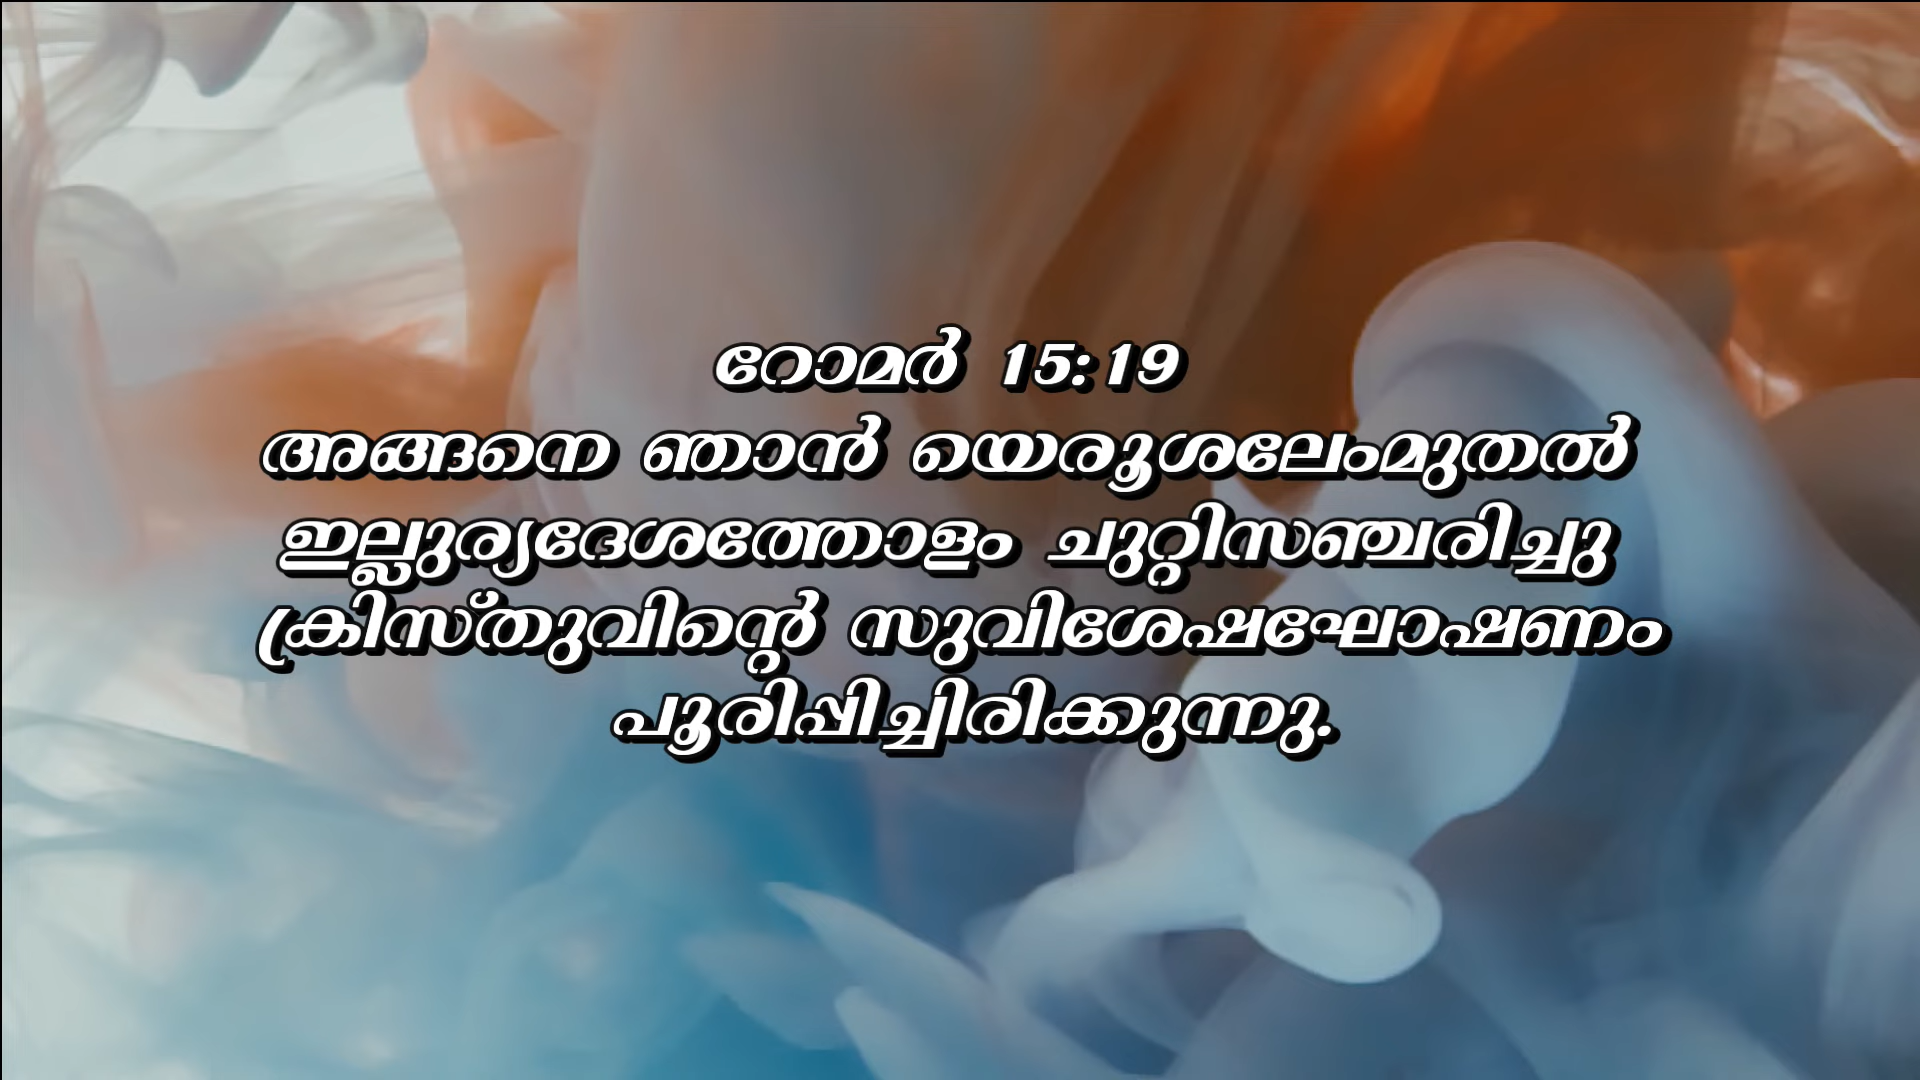 റോമർ 15:19
അങ്ങനെ ഞാൻ യെരൂശലേംമുതൽ
ഇല്ലുര്യദേശത്തോളം ചുറ്റിസഞ്ചരിച്ചു
ക്രിസ്തുവിന്റെ സുവിശേഷഘോഷണം
പൂരിപ്പിച്ചിരിക്കുന്നു.